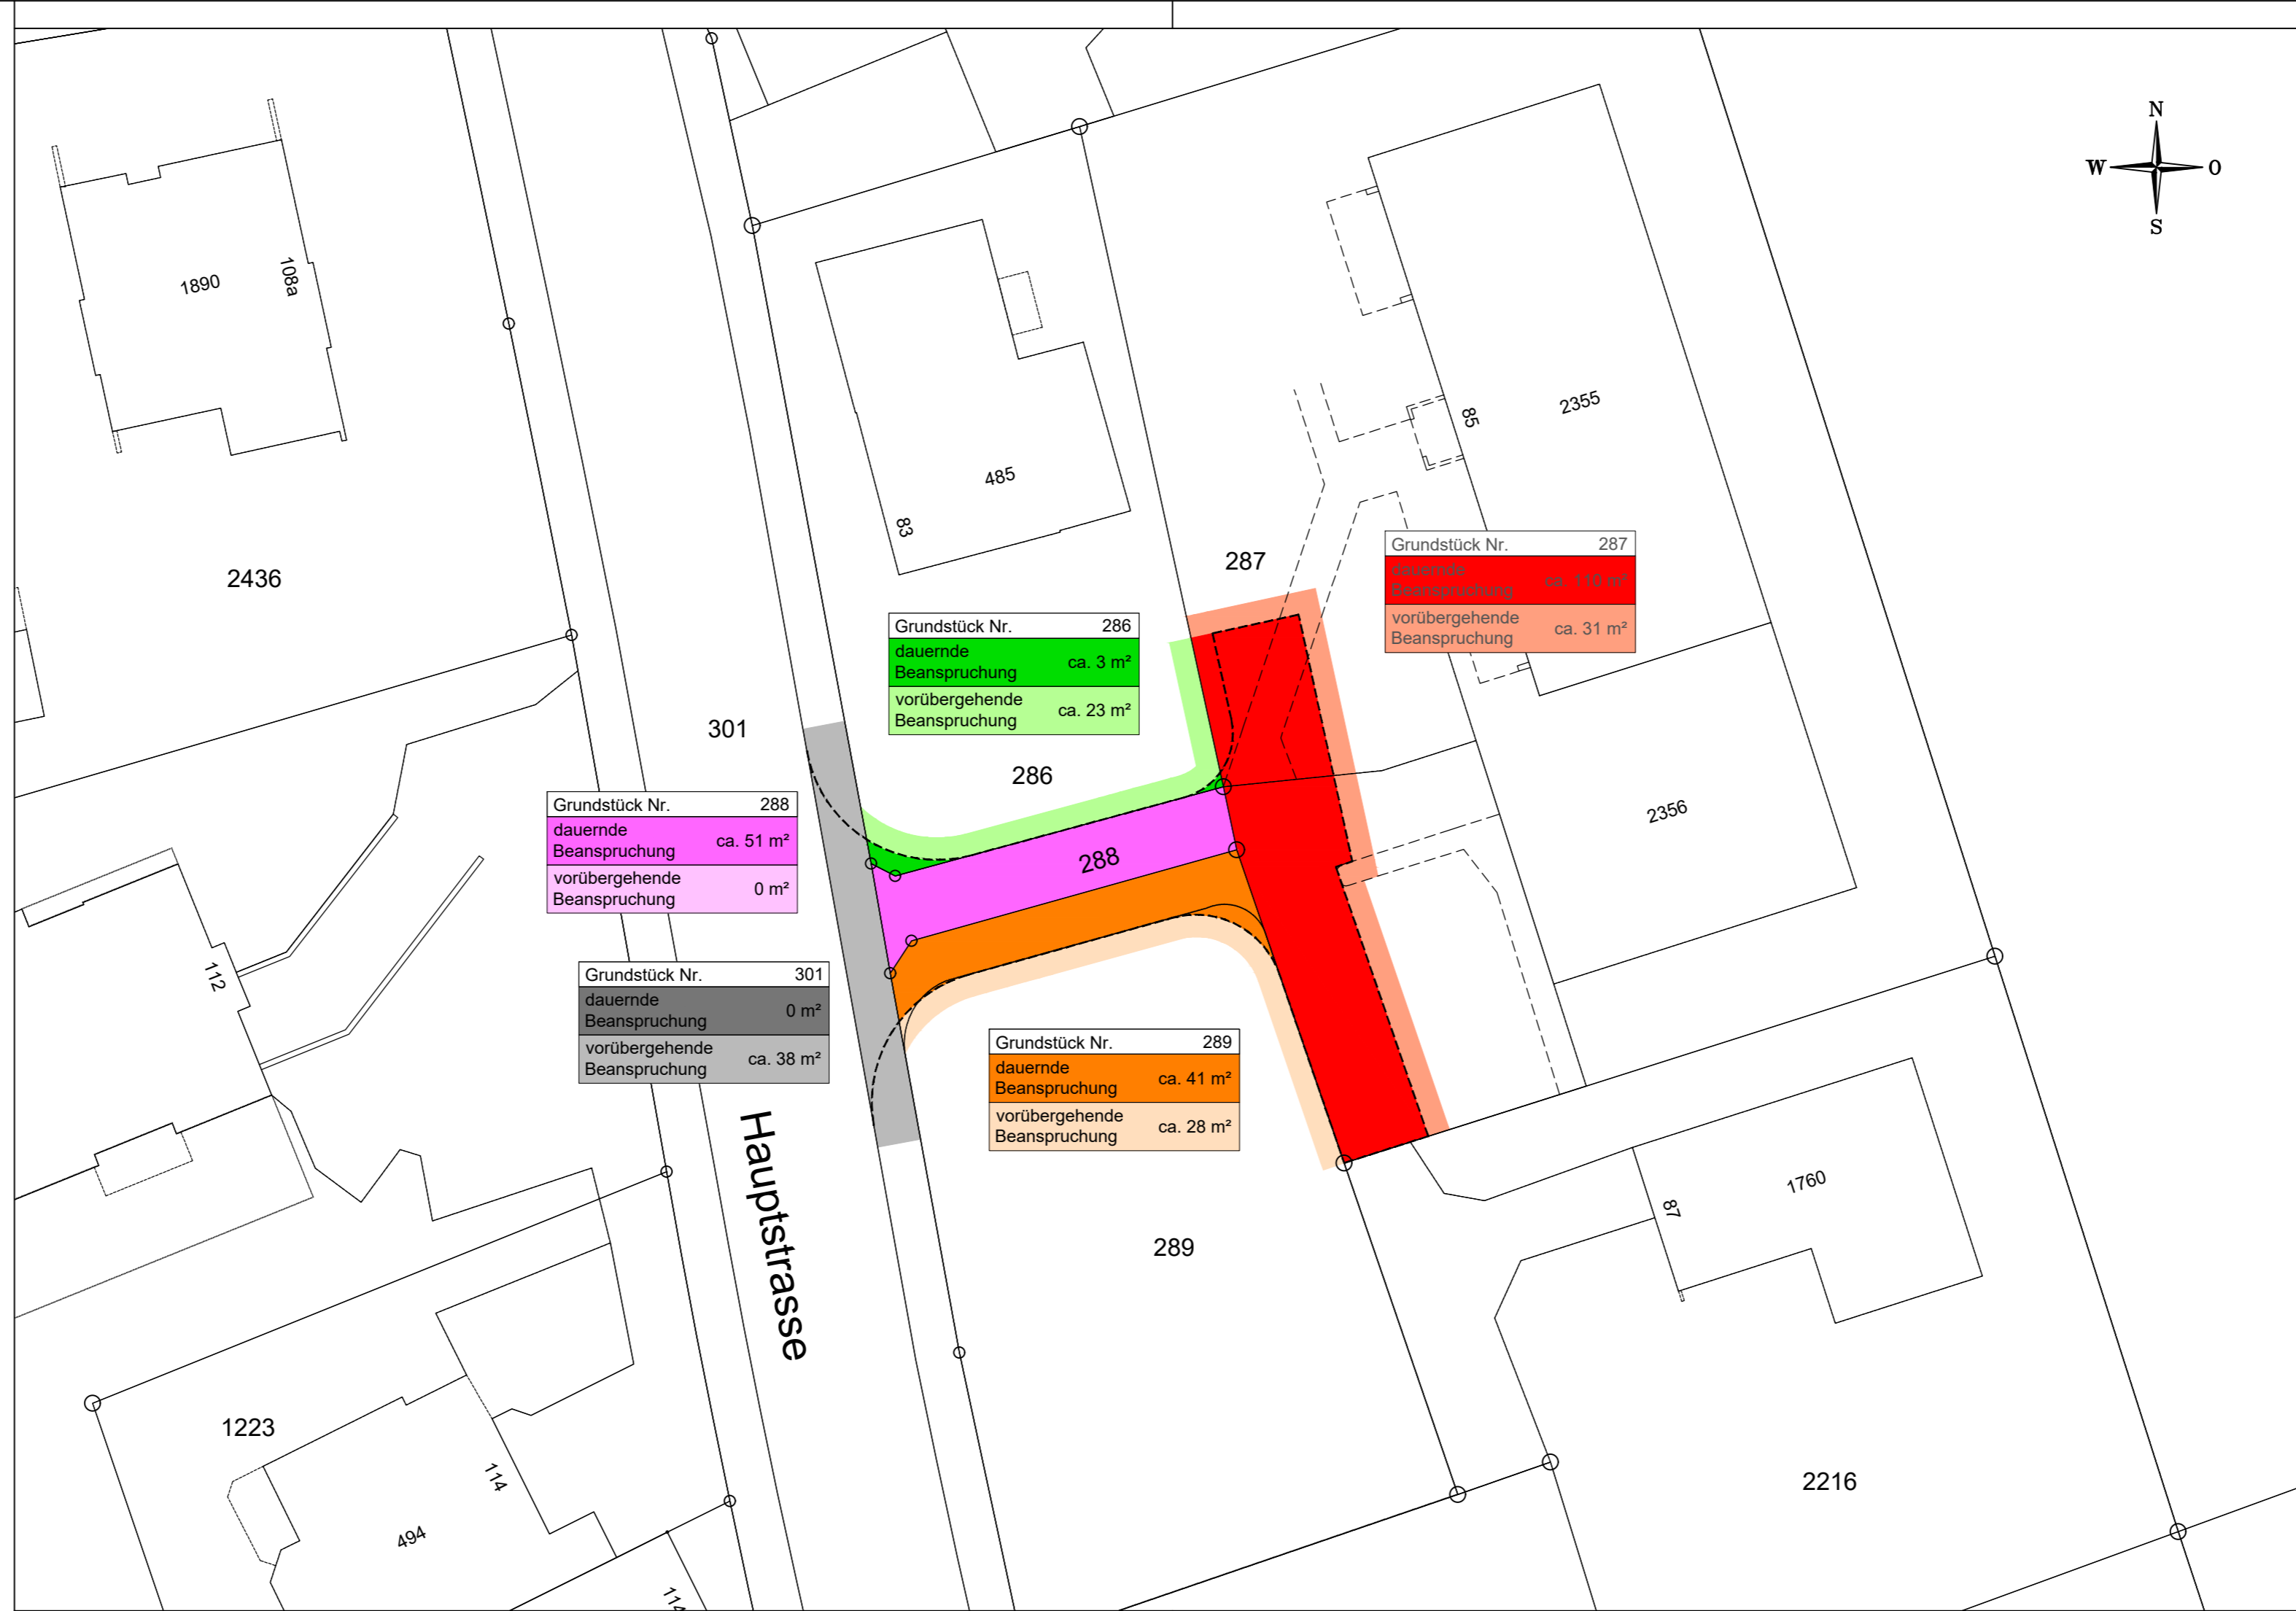 N
W O
S
1890
108a
2436
485
83
2355
85
287
Grundstück Nr. 287
dauernde
Beanspruchung ca. 110 m²
vorübergehende
Beanspruchung ca. 31 m²
Grundstück Nr. 286
dauernde
Beanspruchung ca. 3 m²
vorübergehende
Beanspruchung ca. 23 m²
301
286
2356
Grundstück Nr. 288
dauernde
Beanspruchung ca. 51 m²
vorübergehende
Beanspruchung 0 m²
288
112
Grundstück Nr. 301
dauernde
Beanspruchung 0 m²
vorübergehende
Beanspruchung ca. 38 m²
Grundstück Nr. 289
dauernde
Beanspruchung ca. 41 m²
vorübergehende
Beanspruchung ca. 28 m²
Hauptstrasse
289
1760
87
1223
114
494
2216
114